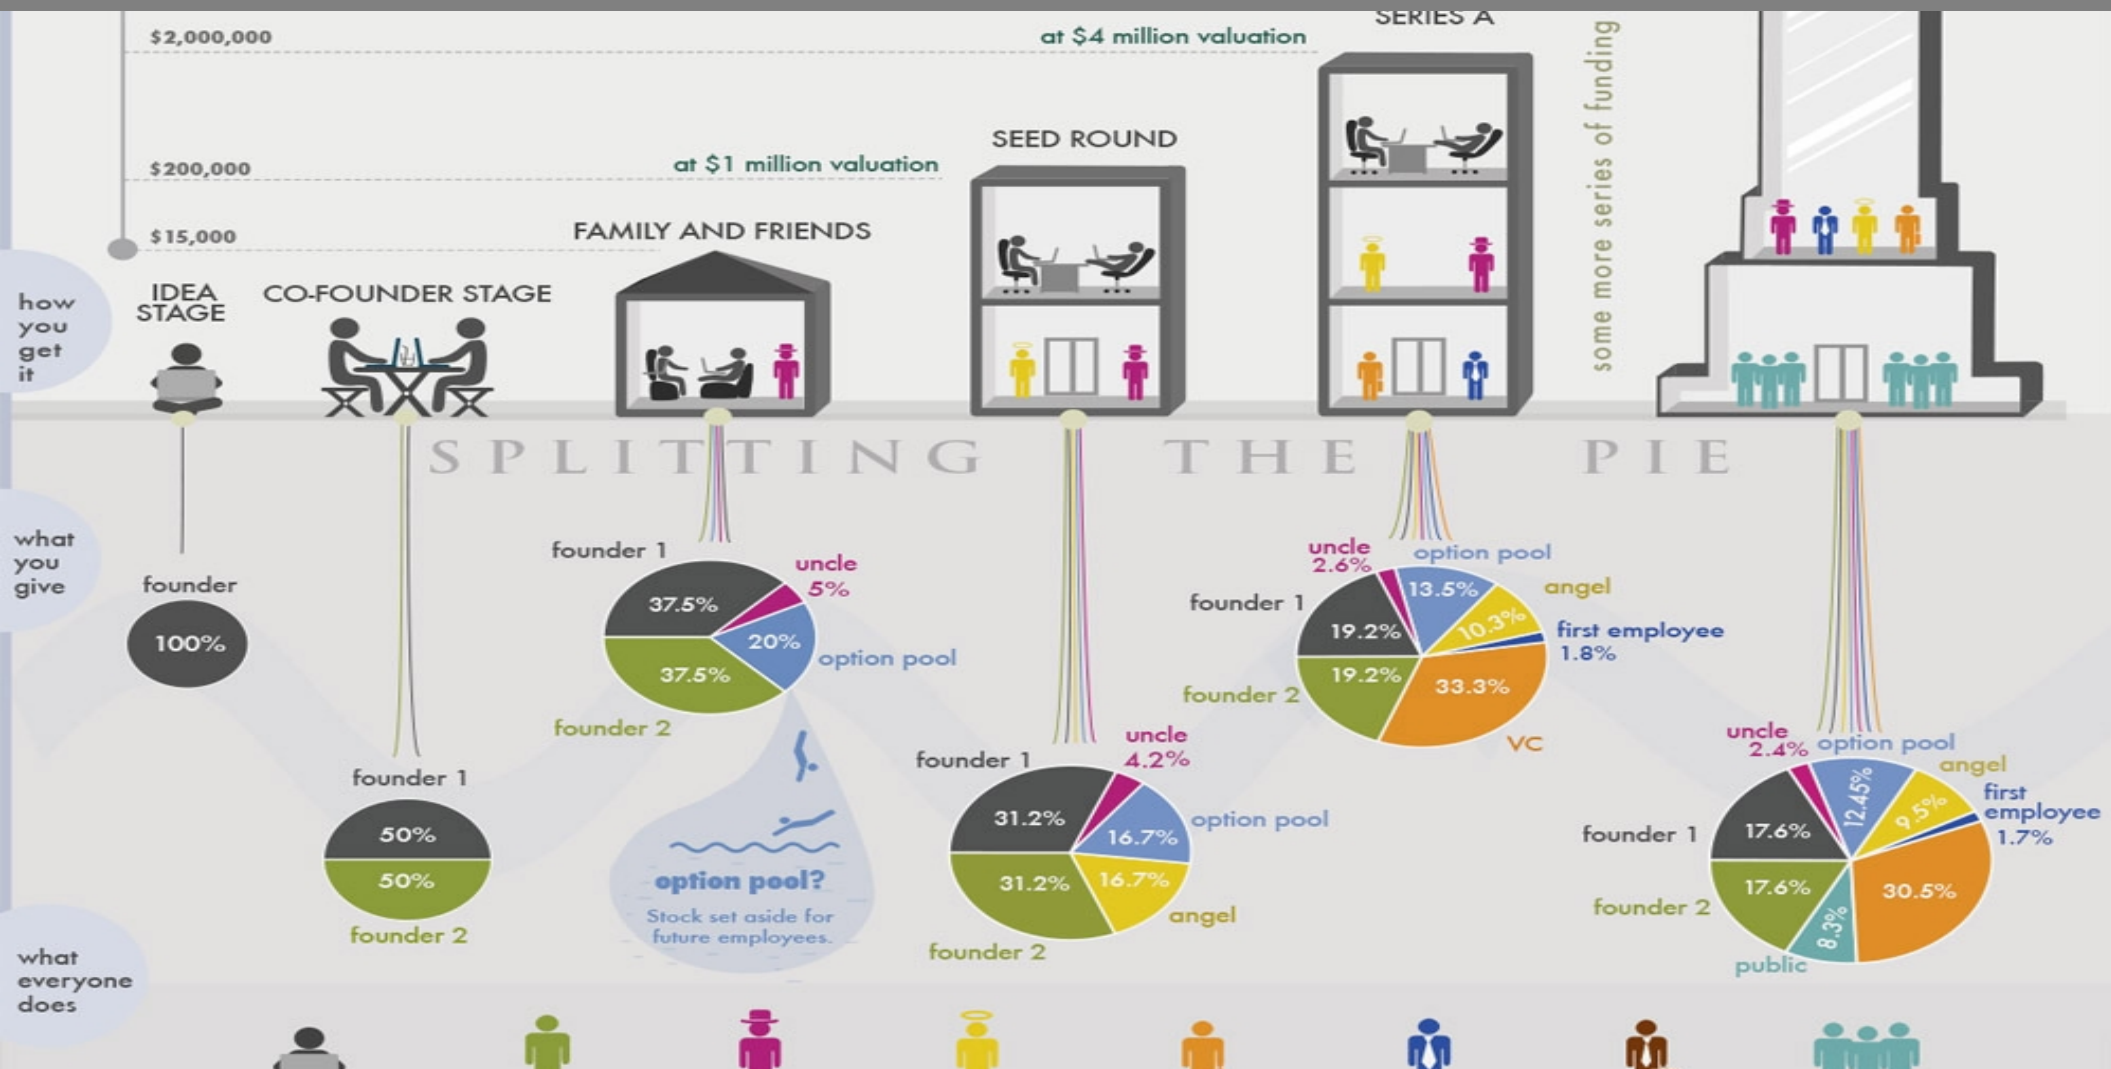 $2,000,000
at $4 million valuation
SERIES A
some more series of funding
SEED ROUND
$200,000
at $1 million valuation
$15,000
FAMILY AND FRIENDS
how
you
get
it
IDEA
STAGE
CO-FOUNDER STAGE
SPLITTING THE PIE
what
you
give
founder
100%
founder 1
50%
50%
founder 2
founder 1
37.5%
uncle
5%
20%
option pool
37.5%
founder 2
option pool?
Stock set aside for
future employees.
founder 1
31.2%
uncle
4.2%
option pool
16.7%
16.7%
angel
31.2%
founder 2
uncle
2.6%
option pool
13.5%
angel
10.3%
first employee
1.8%
founder 1
19.2%
19.2%
founder 2
33.3%
VC
uncle
2.4%
option pool
12.45%
angel
9.5%
first
employee
1.7%
founder 1
17.6%
17.6%
founder 2
30.5%
8.3%
public
what
everyone
does